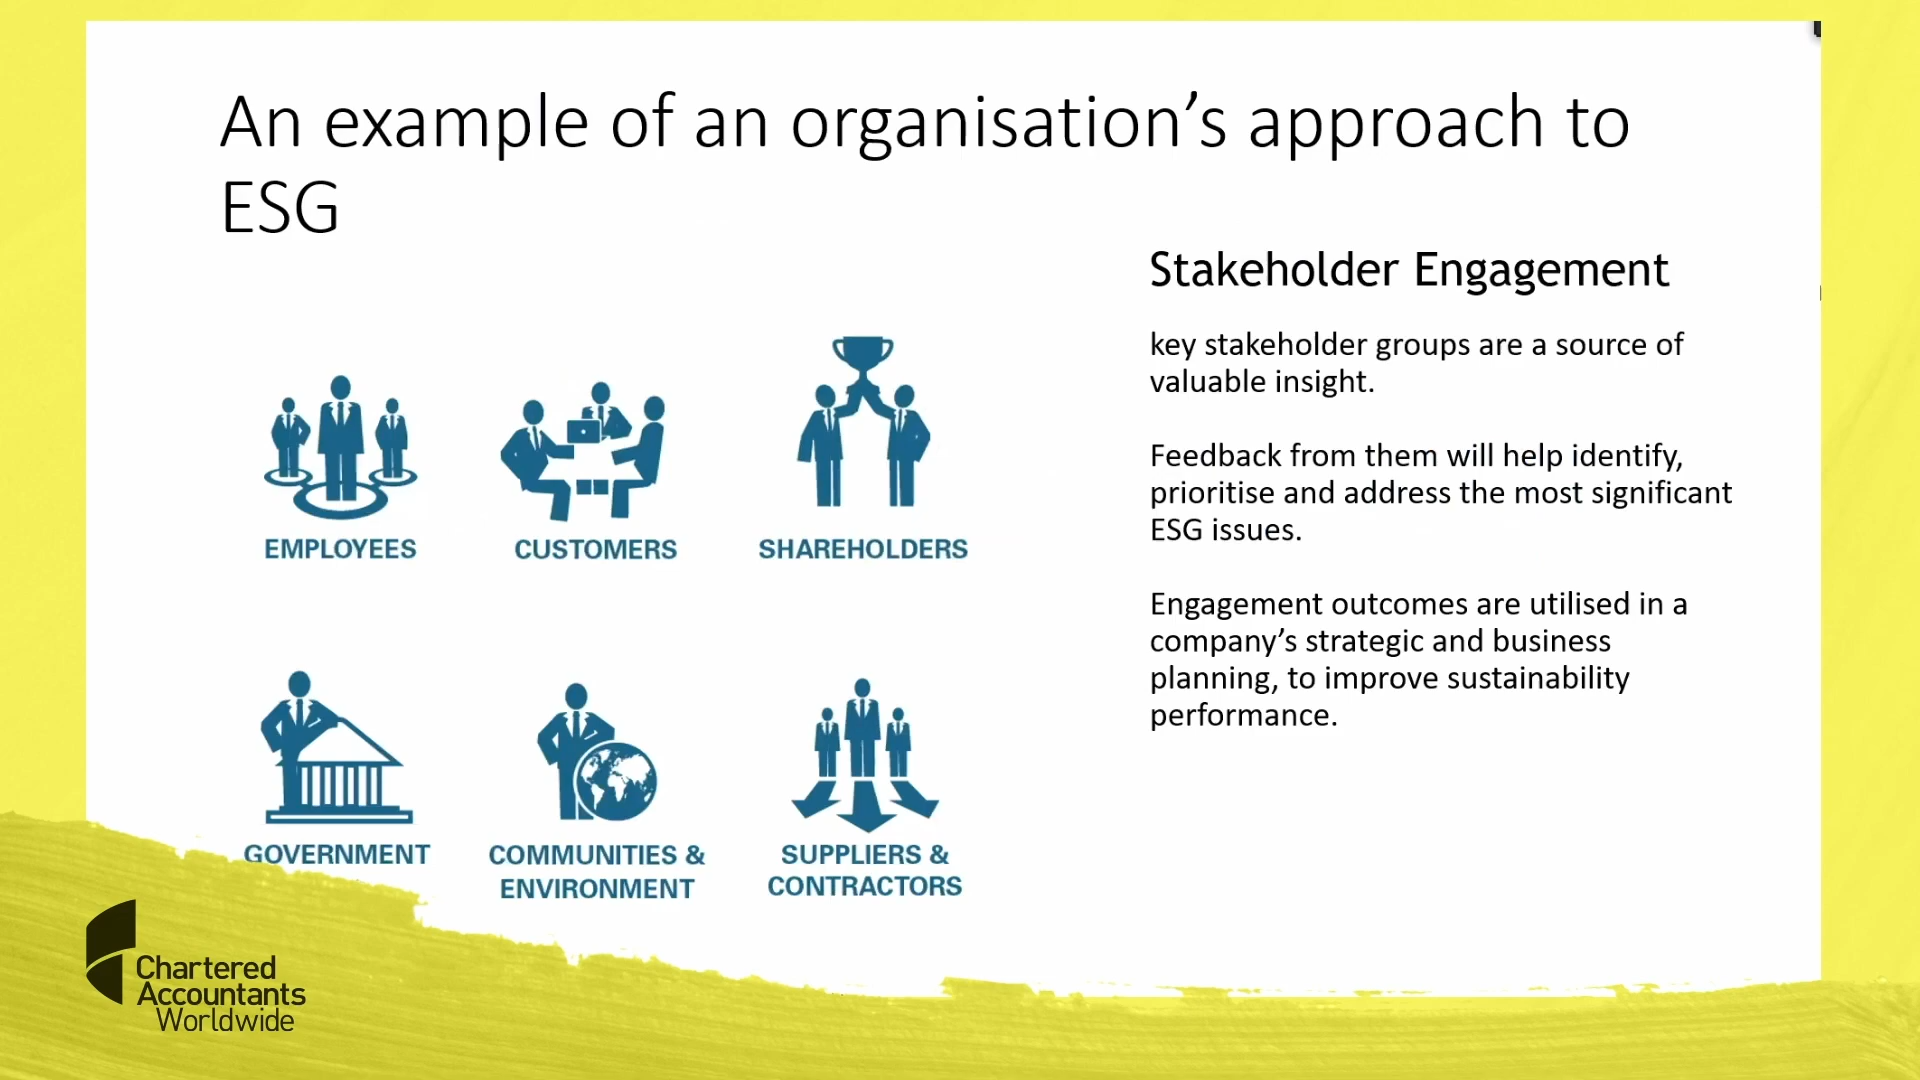 An example of an organisation’s approach to
ESG
Stakeholder Engagement
key stakeholder groups are a source of
valuable insight.
Feedback from them will help identify,
prioritise and address the most significant
ESG issues.
Engagement outcomes are utilised in a
company’s strategic and business
planning, to improve sustainability
performance.
EMPLOYEES
CUSTOMERS
SHAREHOLDERS
GOVERNMENT
COMMUNITIES &
ENVIRONMENT
SUPPLIERS &
CONTRACTORS
Chartered
Accountants
Worldwide